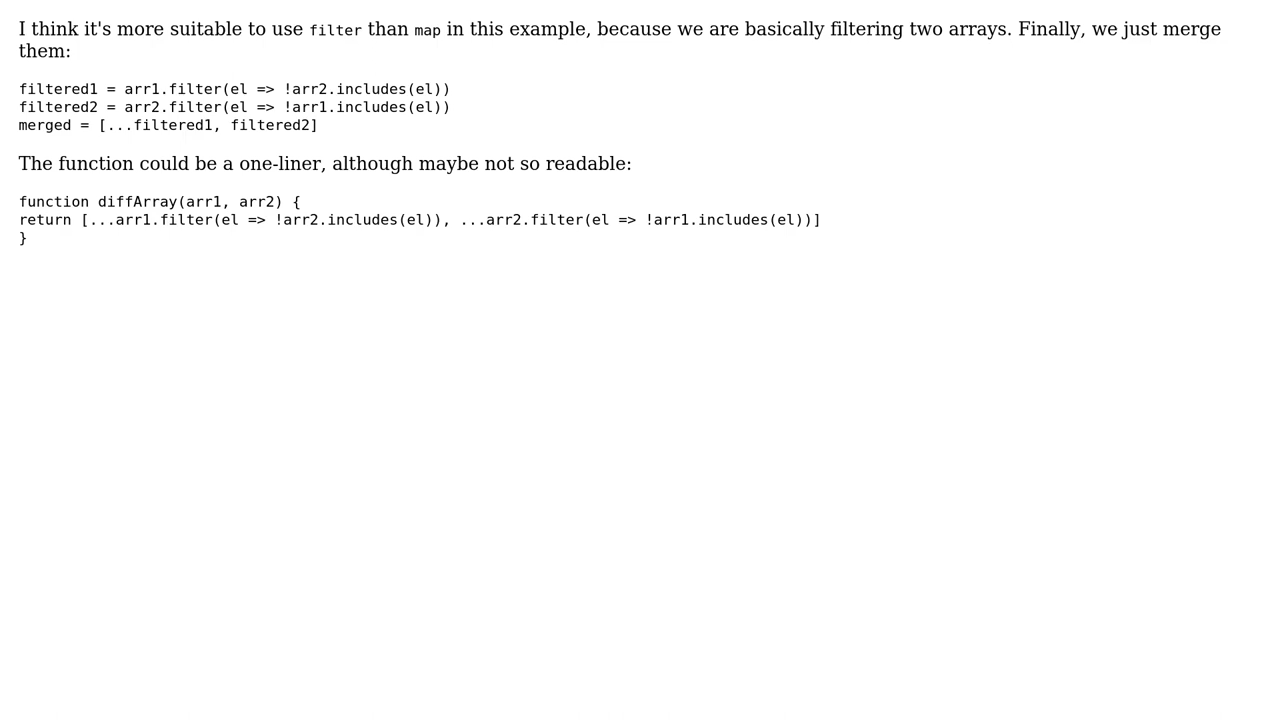 I think it's more suitable to use filter than map in this example, because we are basically filtering two arrays. Finally, we just merge
them:
filtered1 = arr1.filter(el => !arr2.includes(el))
filtered2 = arr2.filter(el => !arr1.includes(el))
merged = [...filtered1, filtered2]
The function could be a one-liner, although maybe not so readable:
function diffArray(arr1, arr2) {
return [...arr1.filter(el => !arr2.includes(el)), ...arr2.filter(el => !arr1.includes(el))]
}